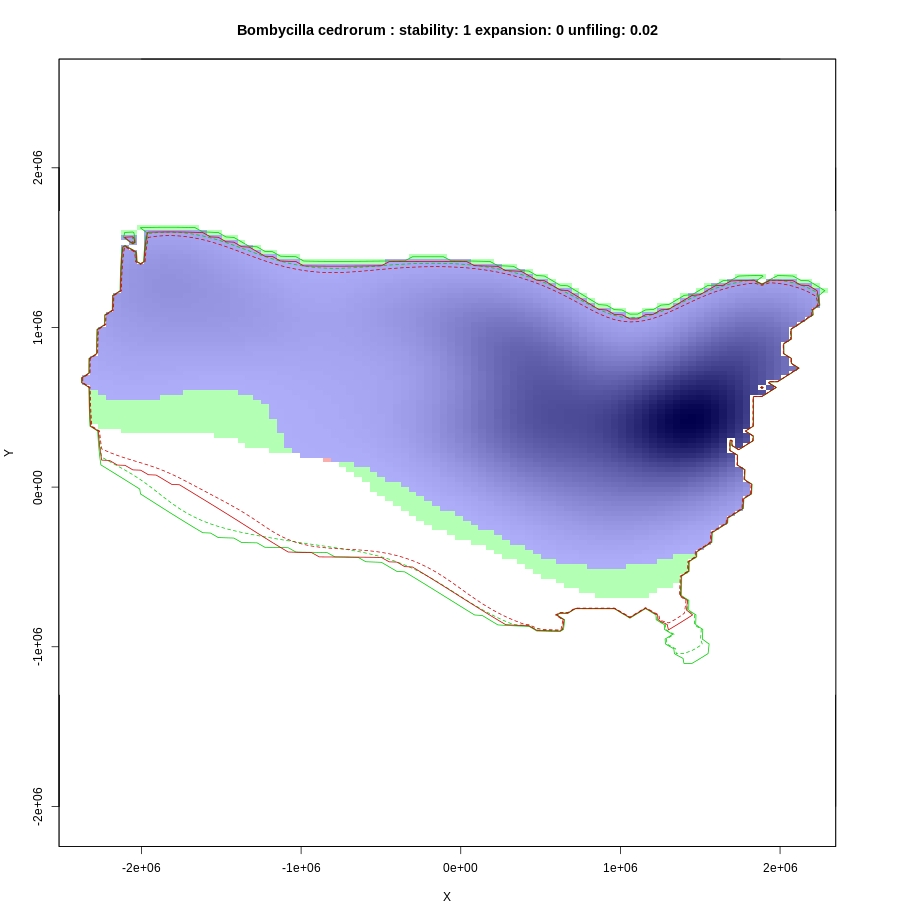 Bombycilla cedrorum : stability: 1 expansion: 0 unfiling: 0.02
2e+06
1e+06
0e+00
-1e+06
-2e+06
Y
-2e+06 -1e+06 0e+00 1e+06 2e+06
X